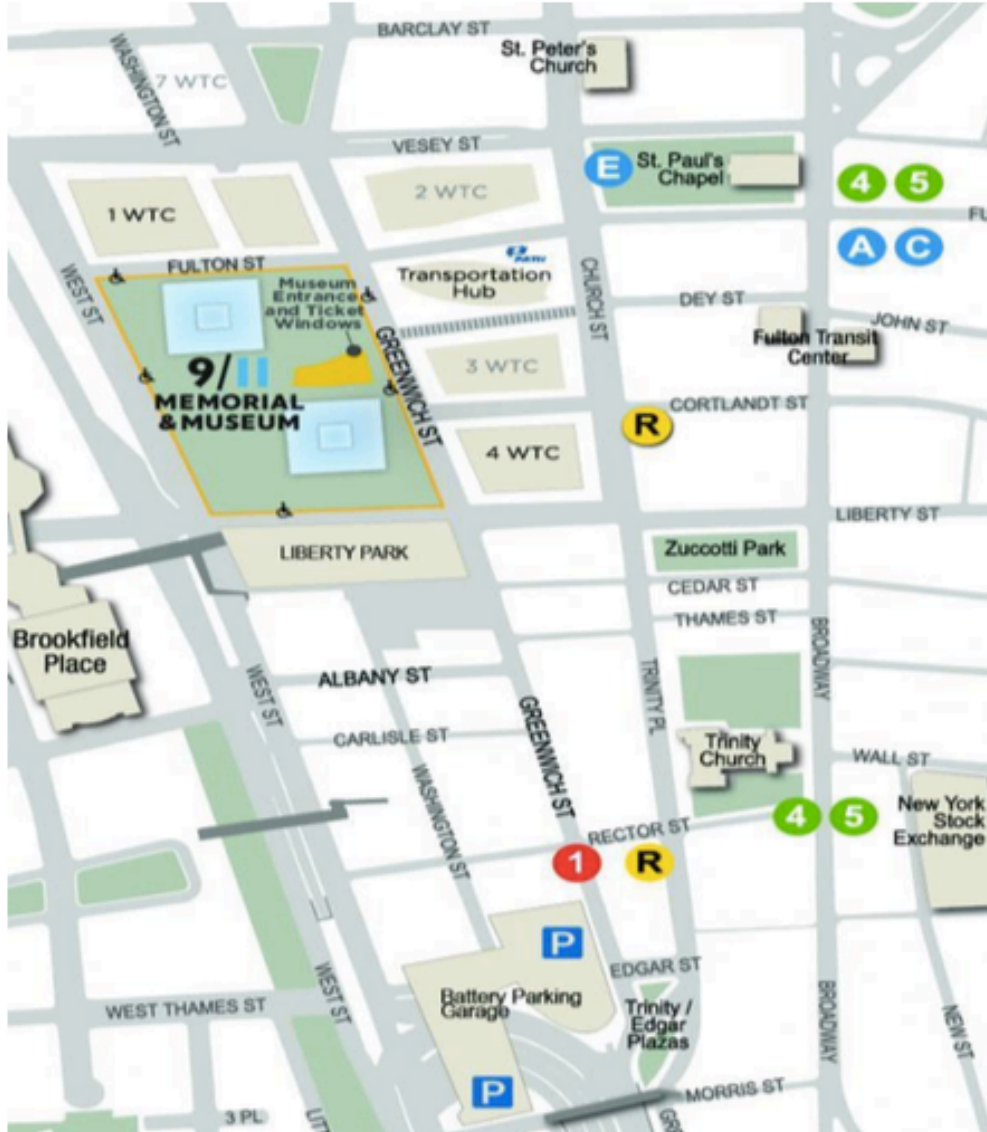 BARCLAY ST
St. Peter's
Church
WASHINGTON ST
7 WTC
VESEY ST
E
St. Paul's
Chapel
4 5
1 WTC
2 WTC
A C
FULTON ST
WEST ST
Museum
Entrance
and Ticket
Windows
Transportation
Hub
CHURCH ST
DEY ST
JOHN ST
Fulton Transit
Center
GREENWICH ST
9/11
MEMORIAL
& MUSEUM
3 WTC
CORTLANDT ST
R
4 WTC
LIBERTY ST
LIBERTY PARK
Zuccotti Park
CEDAR ST
THAMES ST
Brookfield
Place
ALBANY ST
WEST ST
GREENWICH ST
TRINITY PL
BROADWAY
CARLISLE ST
Trinity
Church
WALL ST
WASHINGTON ST
RECTOR ST
4 5
New York
Stock
Exchange
1
R
P
EDGAR ST
WEST THAMES ST
WEST ST
Battery Parking
Garage
Trinity /
Edgar
Plazas
BROADWAY
NEW ST
P
MORRIS ST
3 PL